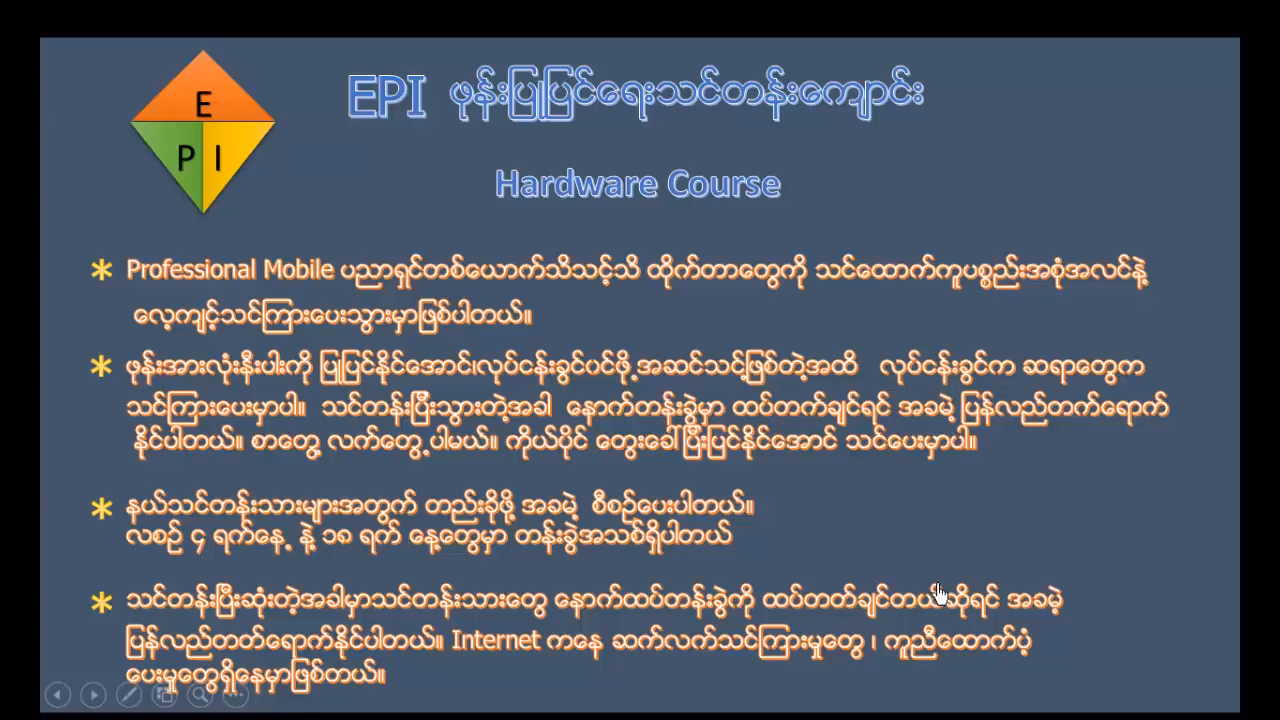 E
P I
EPI ဖုန်းပြုပြင်ရေးသင်တန်းကျောင်း
Hardware Course
* Professional Mobile ပညာရှင်တစ်ယောက်သိသင့်သိ ထိုက်တာတွေကို သင်ထောက်ကူပစ္စည်းအစုံအလင်နဲ့
လေ့ကျင့်သင်ကြားပေးသွားမှာဖြစ်ပါတယ်။
* ဖုန်းအားလုံးနီးပါးကို ပြုပြင်နိုင်အောင်၊လုပ်ငန်းခွင်၀င်ဖို့ အဆင်သင့်ဖြစ်တဲ့အထိ လုပ်ငန်းခွင်က ဆရာတွေက
သင်ကြားပေးမှာပါ။ သင်တန်းပြီးသွားတဲ့အခါ နောက်တန်းခွဲမှာ ထပ်တက်ချင်ရင် အခမဲ့ ပြန်လည်တက်ရောက်
နိုင်ပါတယ်။ စာတွေ့ လက်တွေ့ပါမယ်။ ကိုယ်ပိုင် တွေးခေါ်ပြီးပြင်နိုင်အောင် သင်ပေးမှာပါ။
* နယ်သင်တန်းသားများအတွက် တည်းခိုဖို့ အခမဲ့ စီစဉ်ပေးပါတယ်။
လစဉ် ၄ ရက်နေ့ နဲ့ ၁၈ ရက် နေ့တွေမှာ တန်းခွဲအသစ်ရှိပါတယ်
* သင်တန်းပြီးဆုံးတဲ့အခါမှာသင်တန်းသားတွေ နောက်ထပ်တန်းခွဲကို ထပ်တတ်ချင်တယ်ဆိုရင် အခမဲ့
ပြန်လည်တတ်ရောက်နိုင်ပါတယ်။ Internet ကနေ ဆက်လက်သင်ကြားမှုတွေ ၊ ကူညီထောက်ပံ့
ပေးမှုတွေရှိနေမှာဖြစ်တယ်။